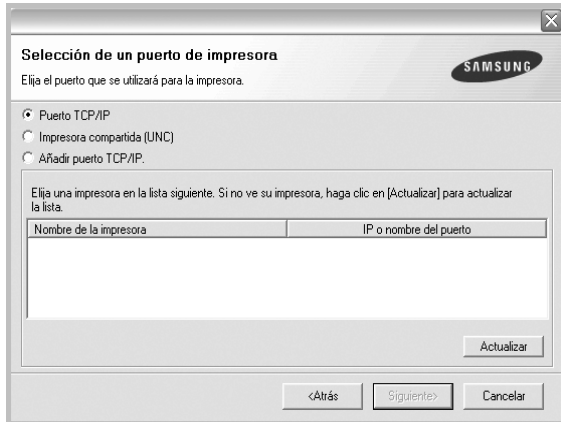 Selección de un puerto de impresora
Elija el puerto que se utilizará para la impresora.
SAMSUNG
Puerto TCP/IP
Impresora compartida (UNC)
Añadir puerto TCP/IP.
Elija una impresora en la lista siguiente. Si no ve su impresora, haga clic en [Actualizar] para actualizar
la lista.
Nombre de la impresora IP o nombre del puerto
Actualizar
<Atrás Siguiente> Cancelar